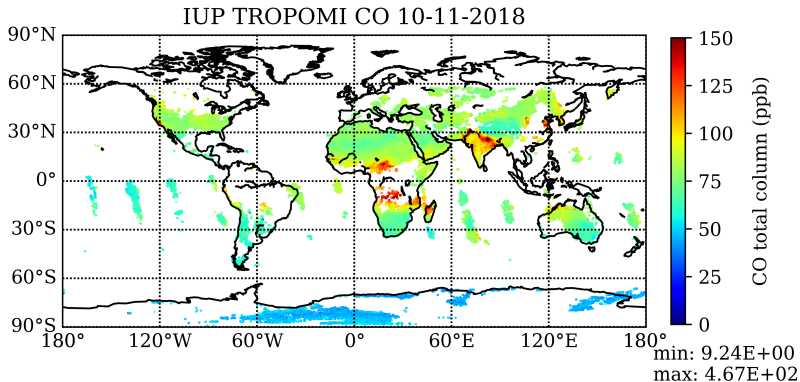 IUP TROPOMI CO 10-11-2018
90°N
60°N
30°N
0°
30°S
60°S
90°S
180° 120°W 60°W 0° 60°E 120°E 180°
150
125
100
75
50
25
0
CO total column (ppb)
min: 9.24E+00
max: 4.67E+02